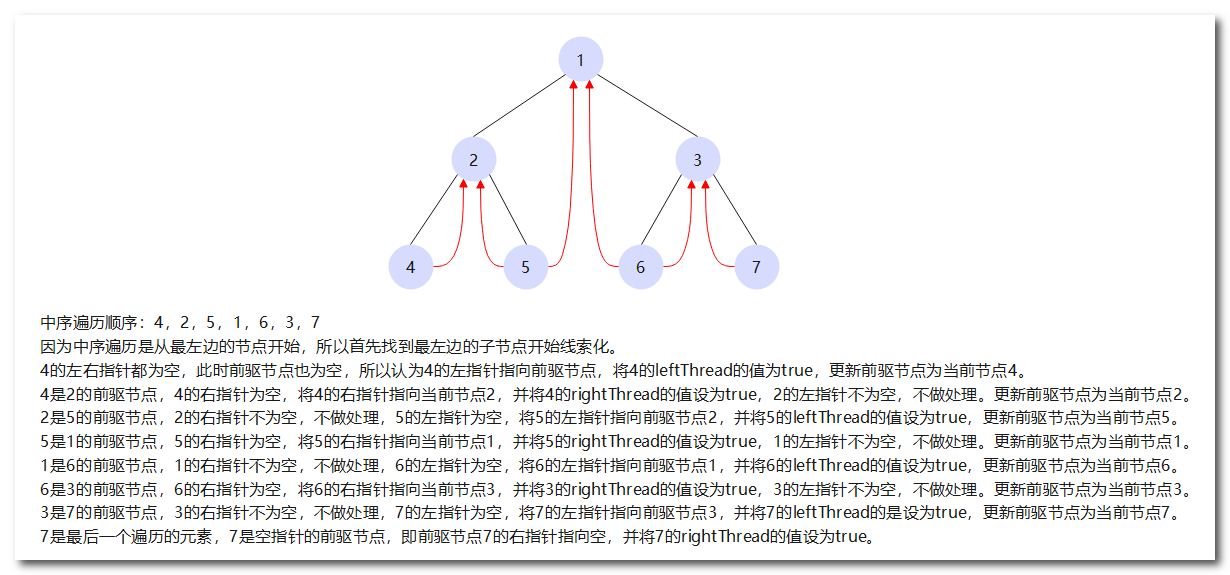 1
2
3
4
5
6
7
中序遍历顺序：4，2，5，1，6，3，7
因为中序遍历是从最左边的节点开始，所以首先找到最左边的子节点开始线索化。
4的左右指针都为空，此时前驱节点也为空，所以认为4的左指针指向前驱节点，将4的leftThread的值为true，更新前驱节点为当前节点4。
4是2的前驱节点，4的右指针为空，将4的右指针指向当前节点2，并将4的rightThread的值设为true，2的左指针不为空，不做处理。更新前驱节点为当前节点2。
2是5的前驱节点，2的右指针不为空，不做处理，5的左指针为空，将5的左指针指向前驱节点2，并将5的leftThread的值设为true，更新前驱节点为当前节点5。
5是1的前驱节点，5的右指针为空，将5的右指针指向当前节点1，并将5的rightThread的值设为true，1的左指针不为空，不做处理。更新前驱节点为当前节点1。
1是6的前驱节点，1的右指针不为空，不做处理，6的左指针为空，将6的左指针指向前驱节点1，并将6的leftThread的值设为true，更新前驱节点为当前节点6。
6是3的前驱节点，6的右指针为空，将6的右指针指向当前节点3，并将3的rightThread的值设为true，3的左指针不为空，不做处理。更新前驱节点为当前节点3。
3是7的前驱节点，3的右指针不为空，不做处理，7的左指针为空，将7的左指针指向前驱节点3，并将7的leftThread的是设为true，更新前驱节点为当前节点7。
7是最后一个遍历的元素，7是空指针的前驱节点，即前驱节点7的右指针指向空，并将7的rightThread的值设为true。